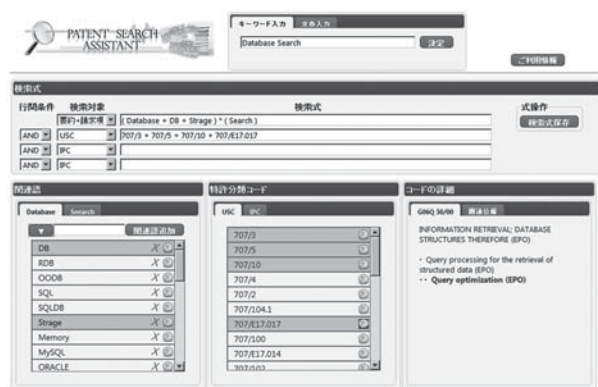 PATENT SEARCH
ASSISTANT
キーワード入力 文章入力
Database Search 決定
ご利用情報
検索式
行間条件 検索対象 検索式 式操作
要約+請求項 ( Database + DB + Strage ) * ( Search ) 検索式保存
AND USC 707/3 + 707/5 + 707/10 + 707/E17.017
AND IPC
AND IPC
関連語
Database Search
関連語追加
DB X
RDB X
OODB X
SQL X
SQLDB X
Strage X
Memory X
MySQL X
ORACLE X
特許分類コード
USC IPC
707/3
707/5
707/10
707/4
707/2
707/104.1
707/E17.017
707/100
707/E17.014
707/102
コードの詳細
G06Q 30/00 関連公報
INFORMATION RETRIEVAL; DATABASE
STRUCTURES THEREFORE (EPO)
・ Query processing for the retrieval of
structured data (EPO)
・・ Query optimization (EPO)